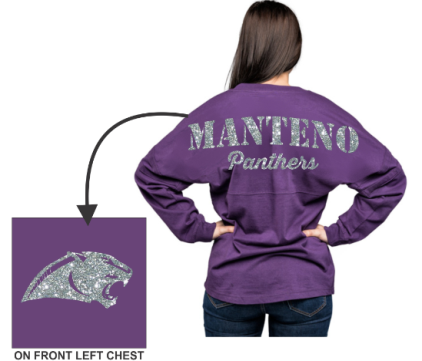 MANTENO
Panthers
ON FRONT LEFT CHEST